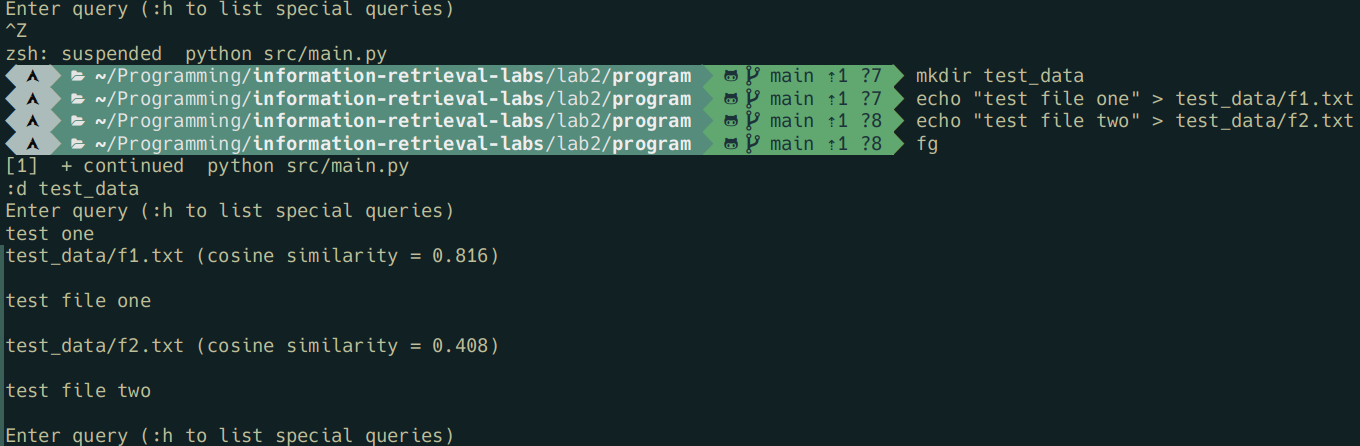 Enter query (:h to list special queries)
^Z
zsh: suspended  python src/main.py
~/Programming/information-retrieval-labs/lab2/program main ⇡1 ?7 mkdir test_data
~/Programming/information-retrieval-labs/lab2/program main ⇡1 ?7 echo "test file one" > test_data/f1.txt
~/Programming/information-retrieval-labs/lab2/program main ⇡1 ?8 echo "test file two" > test_data/f2.txt
~/Programming/information-retrieval-labs/lab2/program main ⇡1 ?8 fg
[1]  + continued  python src/main.py
:d test_data
Enter query (:h to list special queries)
test one
test_data/f1.txt (cosine similarity = 0.816)
test file one
test_data/f2.txt (cosine similarity = 0.408)
test file two
Enter query (:h to list special queries)